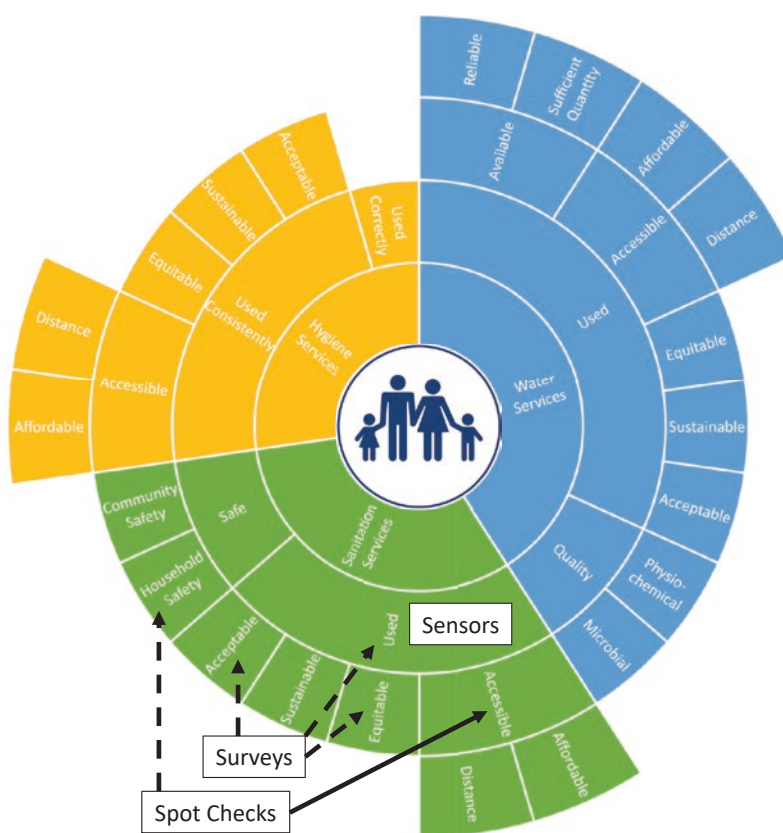 Reliable
Sufficient
Quantity
Available
Affordable
Distance
Accessible
Used
Water
Services
Equitable
Sustainable
Acceptable
Quality
Physio-
chemical
Microbial
Acceptable
Sustainable
Equitable
Used
Correctly
Used
Consistently
Hygiene
Services
Distance
Affordable
Accessible
Community
Safety
Household
Safety
Safe
Sanitation
Services
Used
Sensors
Acceptable
Sustainable
Equitable
Accessible
Distance
Affordable
Surveys
Spot Checks